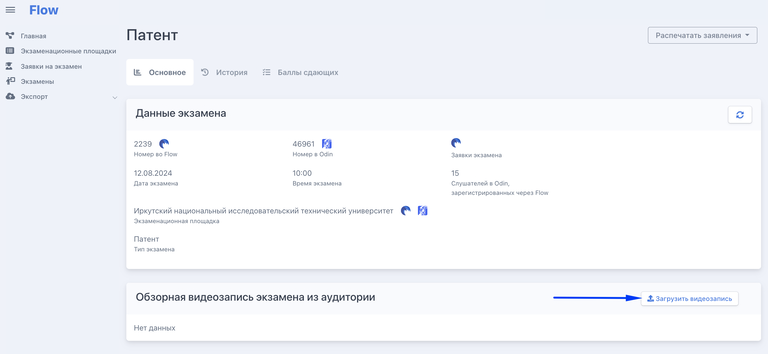 Flow
Главная
Экзаменационные площадки
Заявки на экзамен
Экзамены
Экспорт
Патент
Распечатать заявления
Основное
История
Баллы сдающих
Данные экзамена
2239
Номер во Flow
46961
Номер в Odin
Заявки экзамена
12.08.2024
Дата экзамена
10:00
Время экзамена
15
Слушателей в Odin,
зарегистрированных через Flow
Иркутский национальный исследовательский технический университет
Экзаменационная площадка
Патент
Тип экзамена
Обзорная видеозапись экзамена из аудитории
Загрузить видеозапись
Нет данных